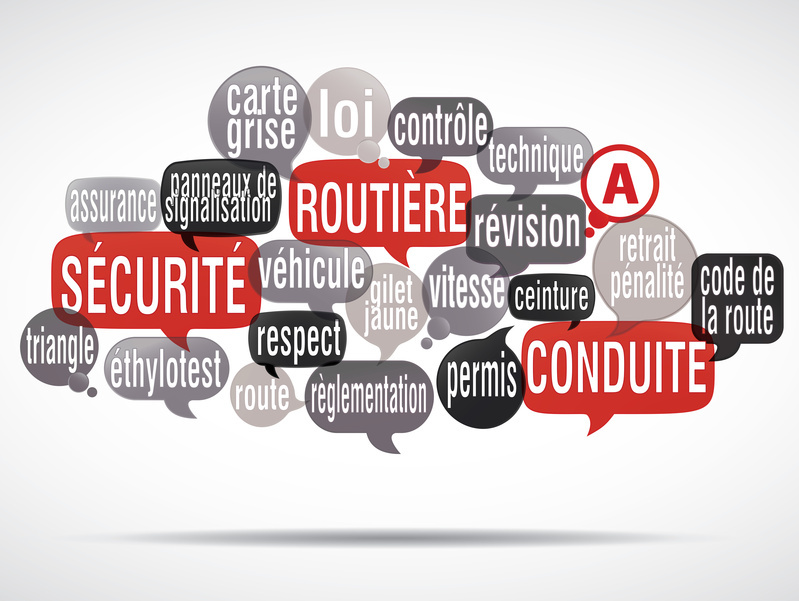 carte
grise
loi
contrôle
technique
A
assurance
panneaux de
signalisation
ROUTIÈRE
révision
retrait
pénalité
SÉCURITÉ
véhicule
gilet
jaune
vitesse
ceinture
code de
la route
triangle
éthylotest
respect
route
règlementation
permis
CONDUITE